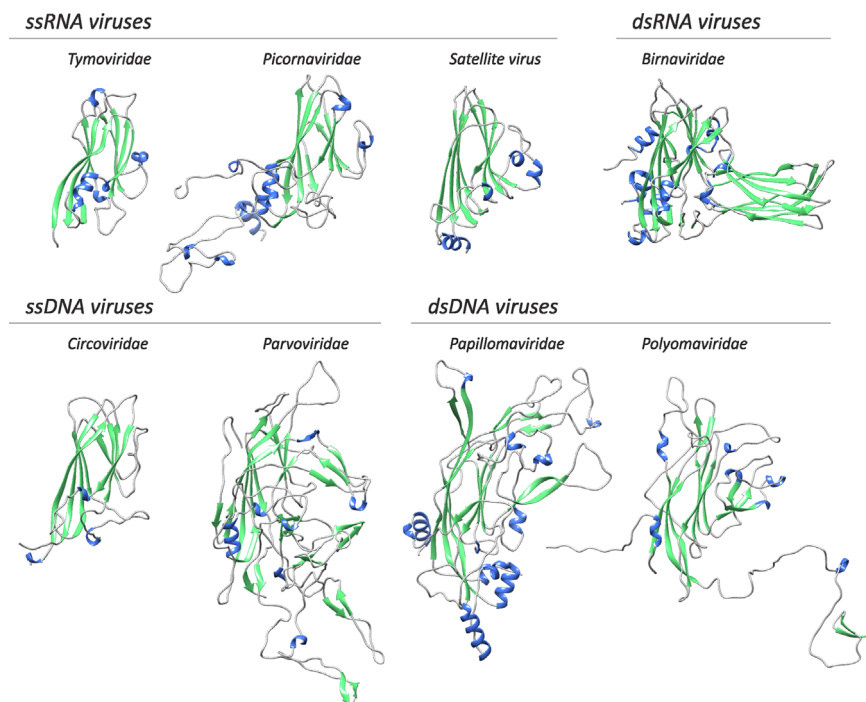 ssRNA viruses
dsRNA viruses
Tymoviridae
Picornaviridae
Satellite virus
Birnaviridae
ssDNA viruses
dsDNA viruses
Circoviridae
Parvoviridae
Papillomaviridae
Polyomaviridae